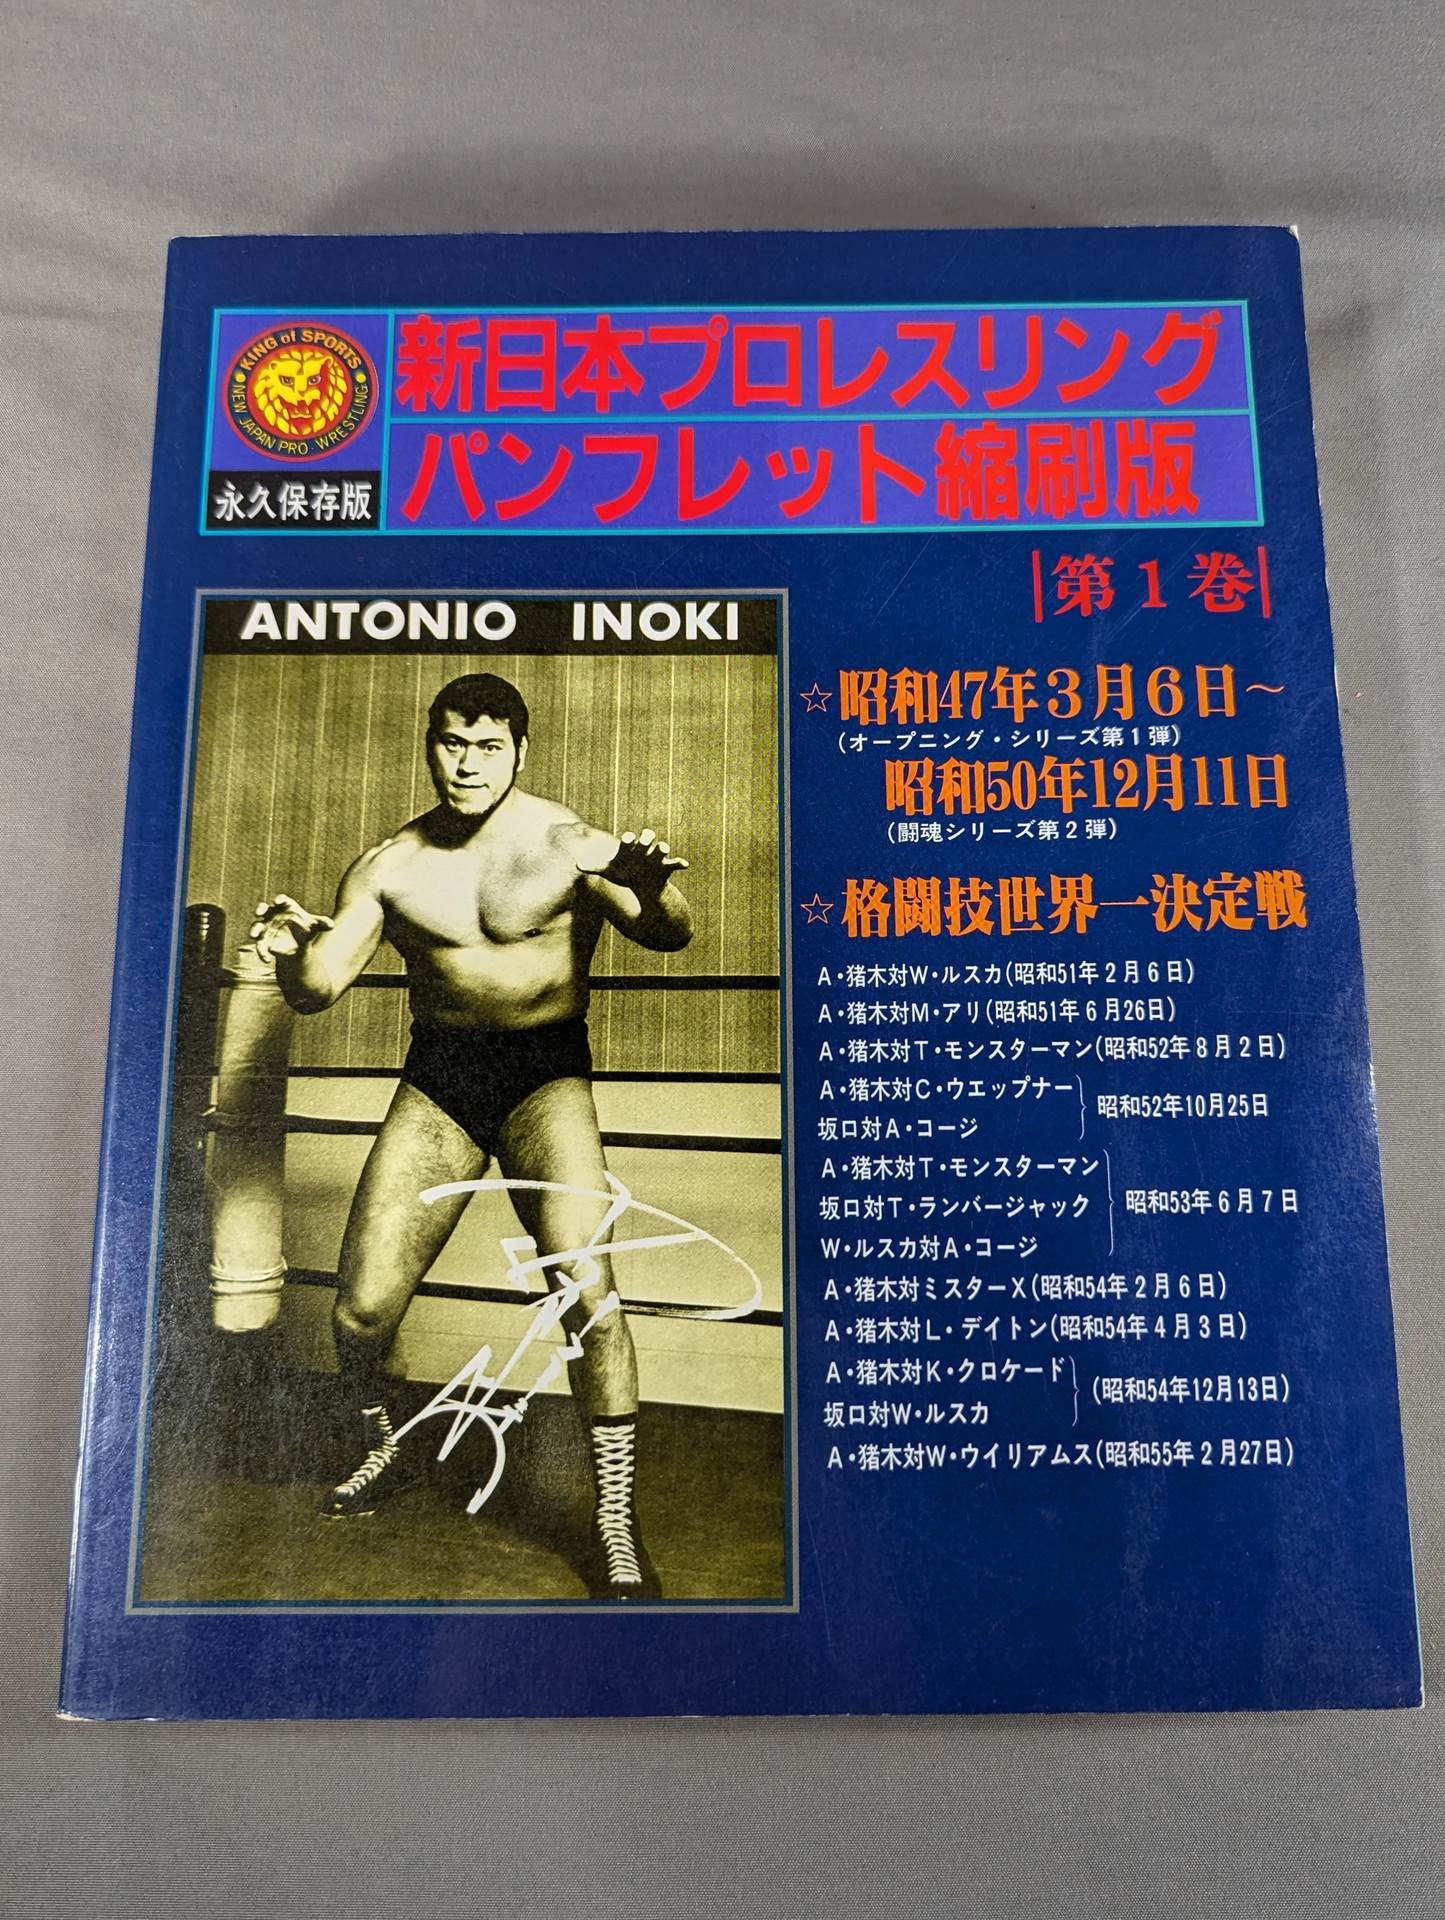 KING of SPORTS
NEW JAPAN PRO-WRESTLING
永久保存版
新日本プロレスリング
パンフレット縮刷版
第1巻
ANTONIO INOKI
☆昭和47年3月6日～
(オープニング・シリーズ第1弾)
昭和50年12月11日
(闘魂シリーズ第2弾)
☆格闘技世界一決定戦
A・猪木対W・ルスカ(昭和51年2月6日)
A・猪木対M・アリ(昭和51年6月26日)
A・猪木対T・モンスターマン(昭和52年8月2日)
A・猪木対C・ウエップナー
坂口対A・コージ
昭和52年10月25日
A・猪木対T・モンスターマン
坂口対T・ランバージャック
W・ルスカ対A・コージ
昭和53年6月7日
A・猪木対ミスターX(昭和54年2月6日)
A・猪木対L・デイトン(昭和54年4月3日)
A・猪木対K・クロケード
坂口対W・ルスカ
(昭和54年12月13日)
A・猪木対W・ウイリアムス(昭和55年2月27日)